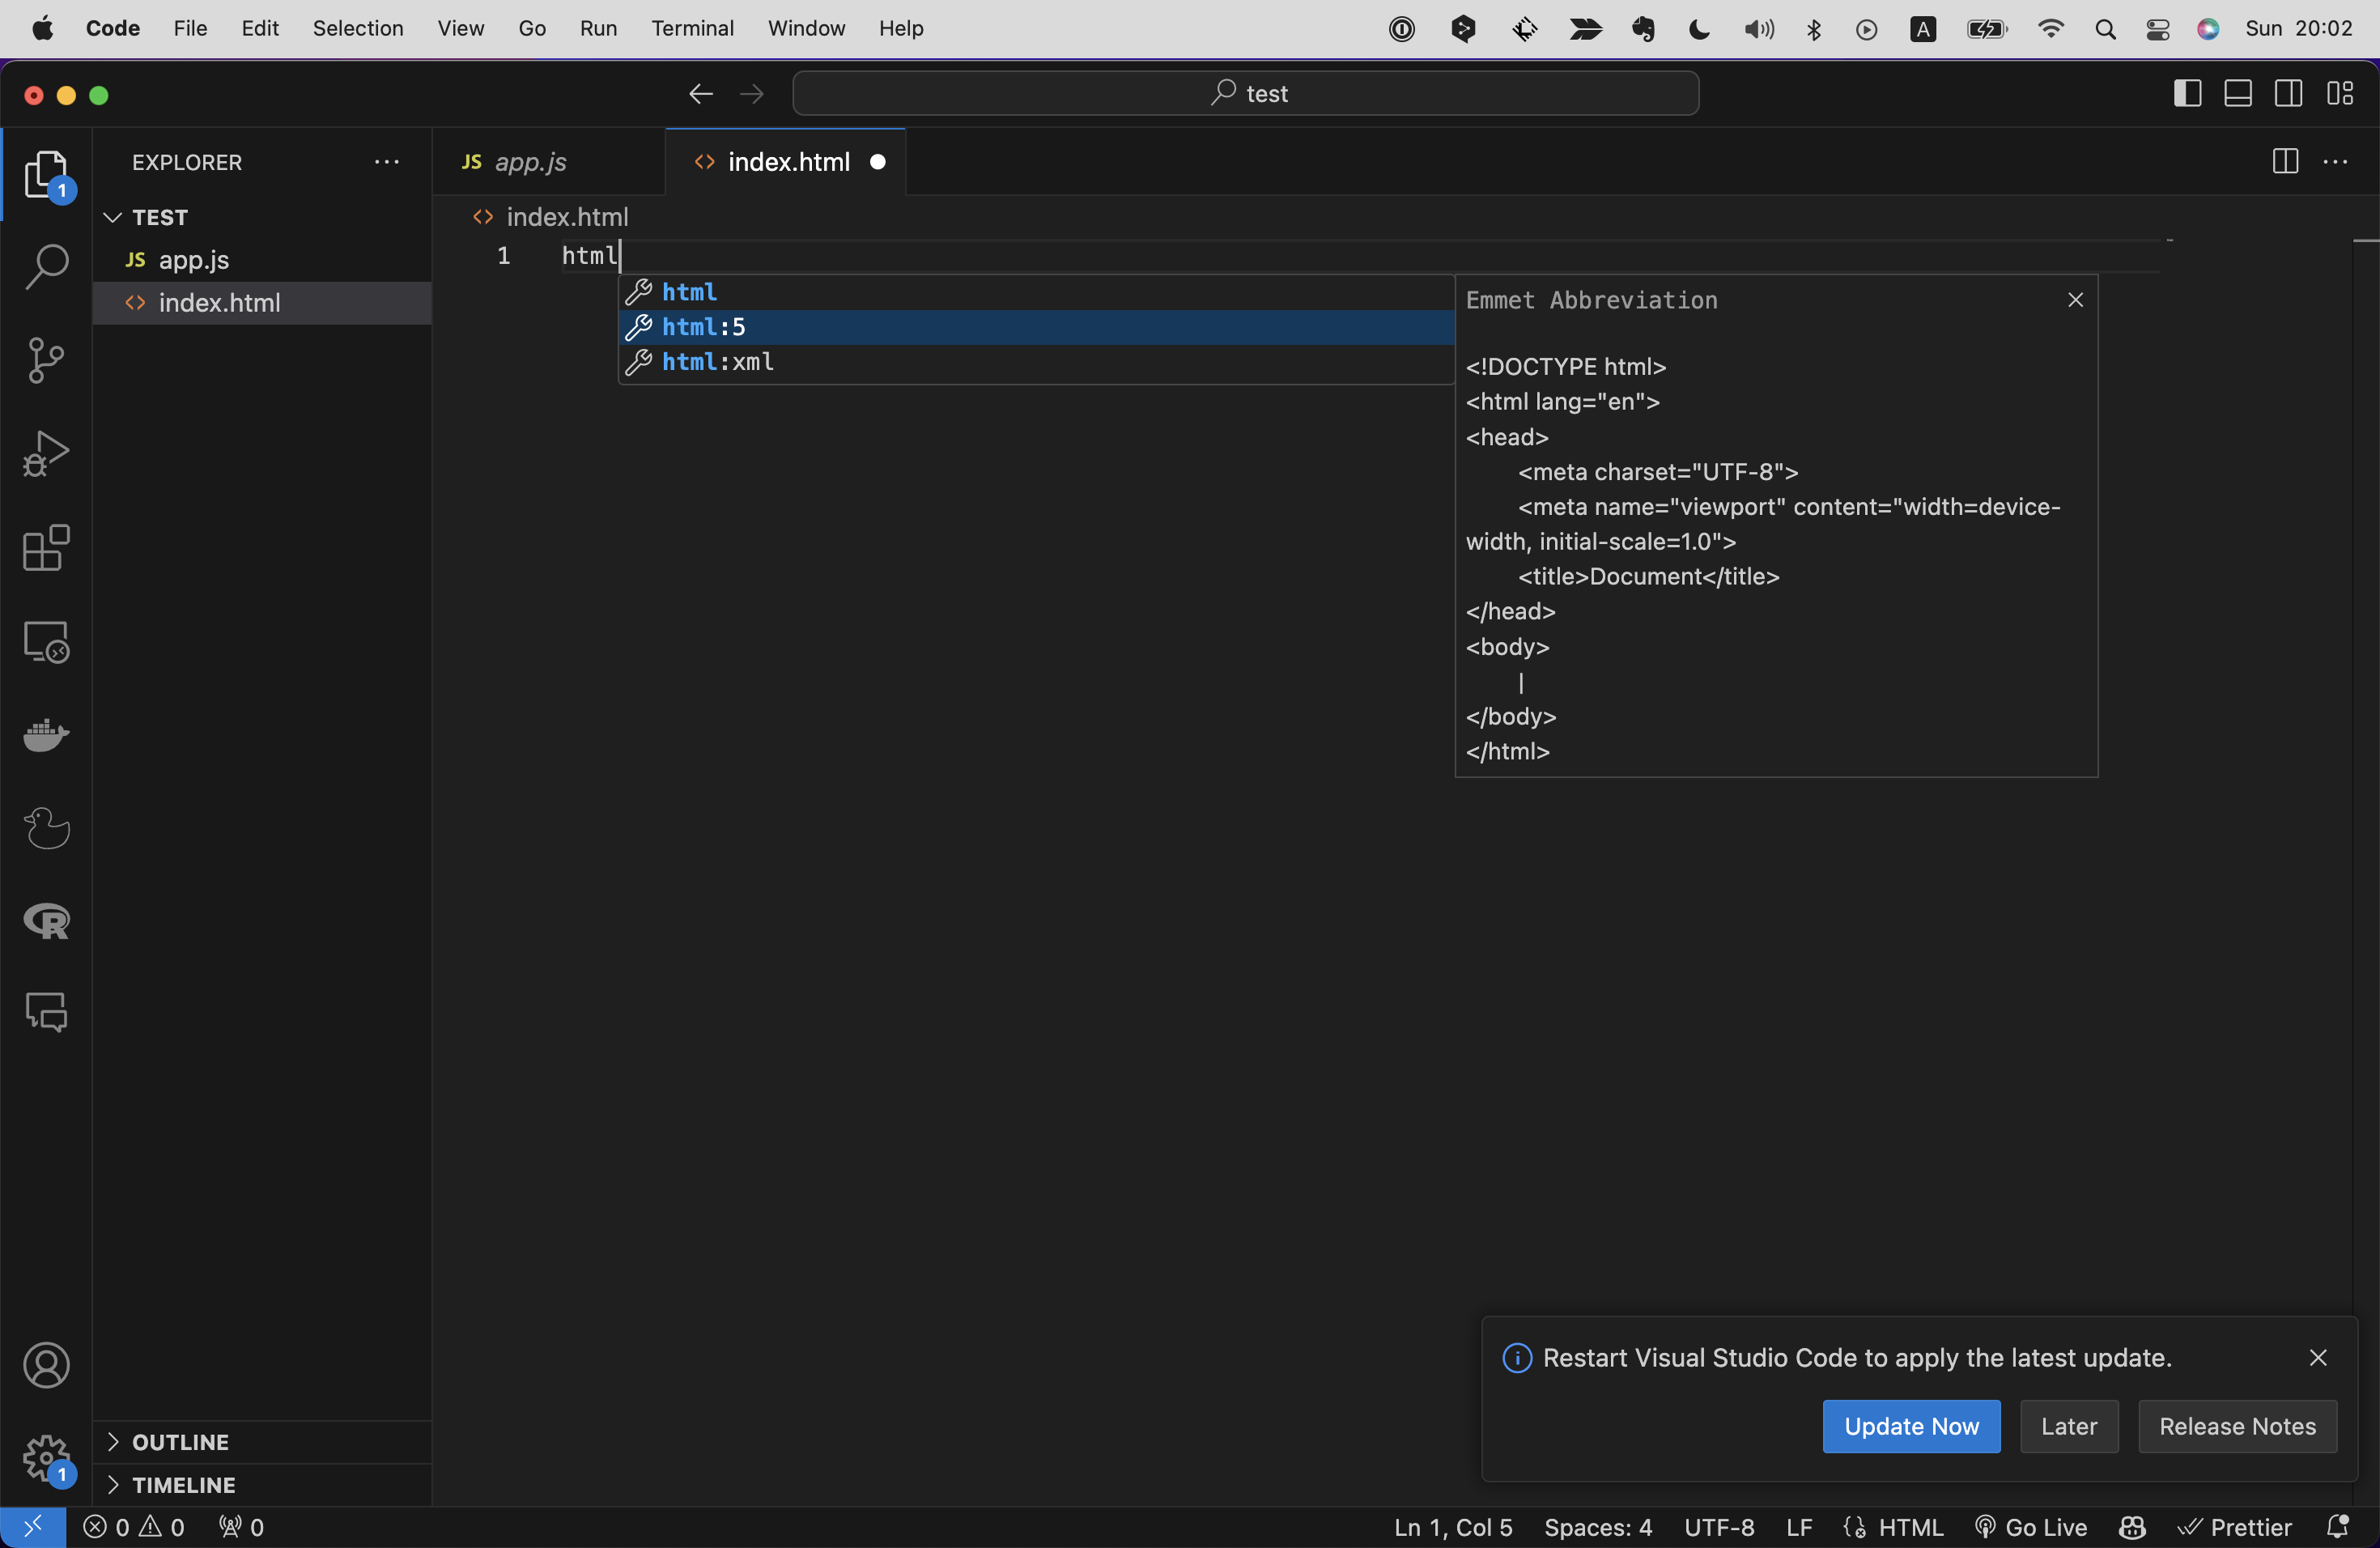 Code File Edit Selection View Go Run Terminal Window Help A Sun 20:02
test
EXPLORER
1
TEST
JS app.js
index.html
JS app.js
index.html
index.html
1 html
html
html:5
html:xml
Emmet Abbreviation
<!DOCTYPE html>
<html lang="en">
<head>
<meta charset="UTF-8">
<meta name="viewport" content="width=device-
width, initial-scale=1.0">
<title>Document</title>
</head>
<body>
|
</body>
</html>
R
Restart Visual Studio Code to apply the latest update.
Update Now Later Release Notes
OUTLINE
1
TIMELINE
0 0 0 Ln 1, Col 5 Spaces: 4 UTF-8 LF HTML Go Live Prettier